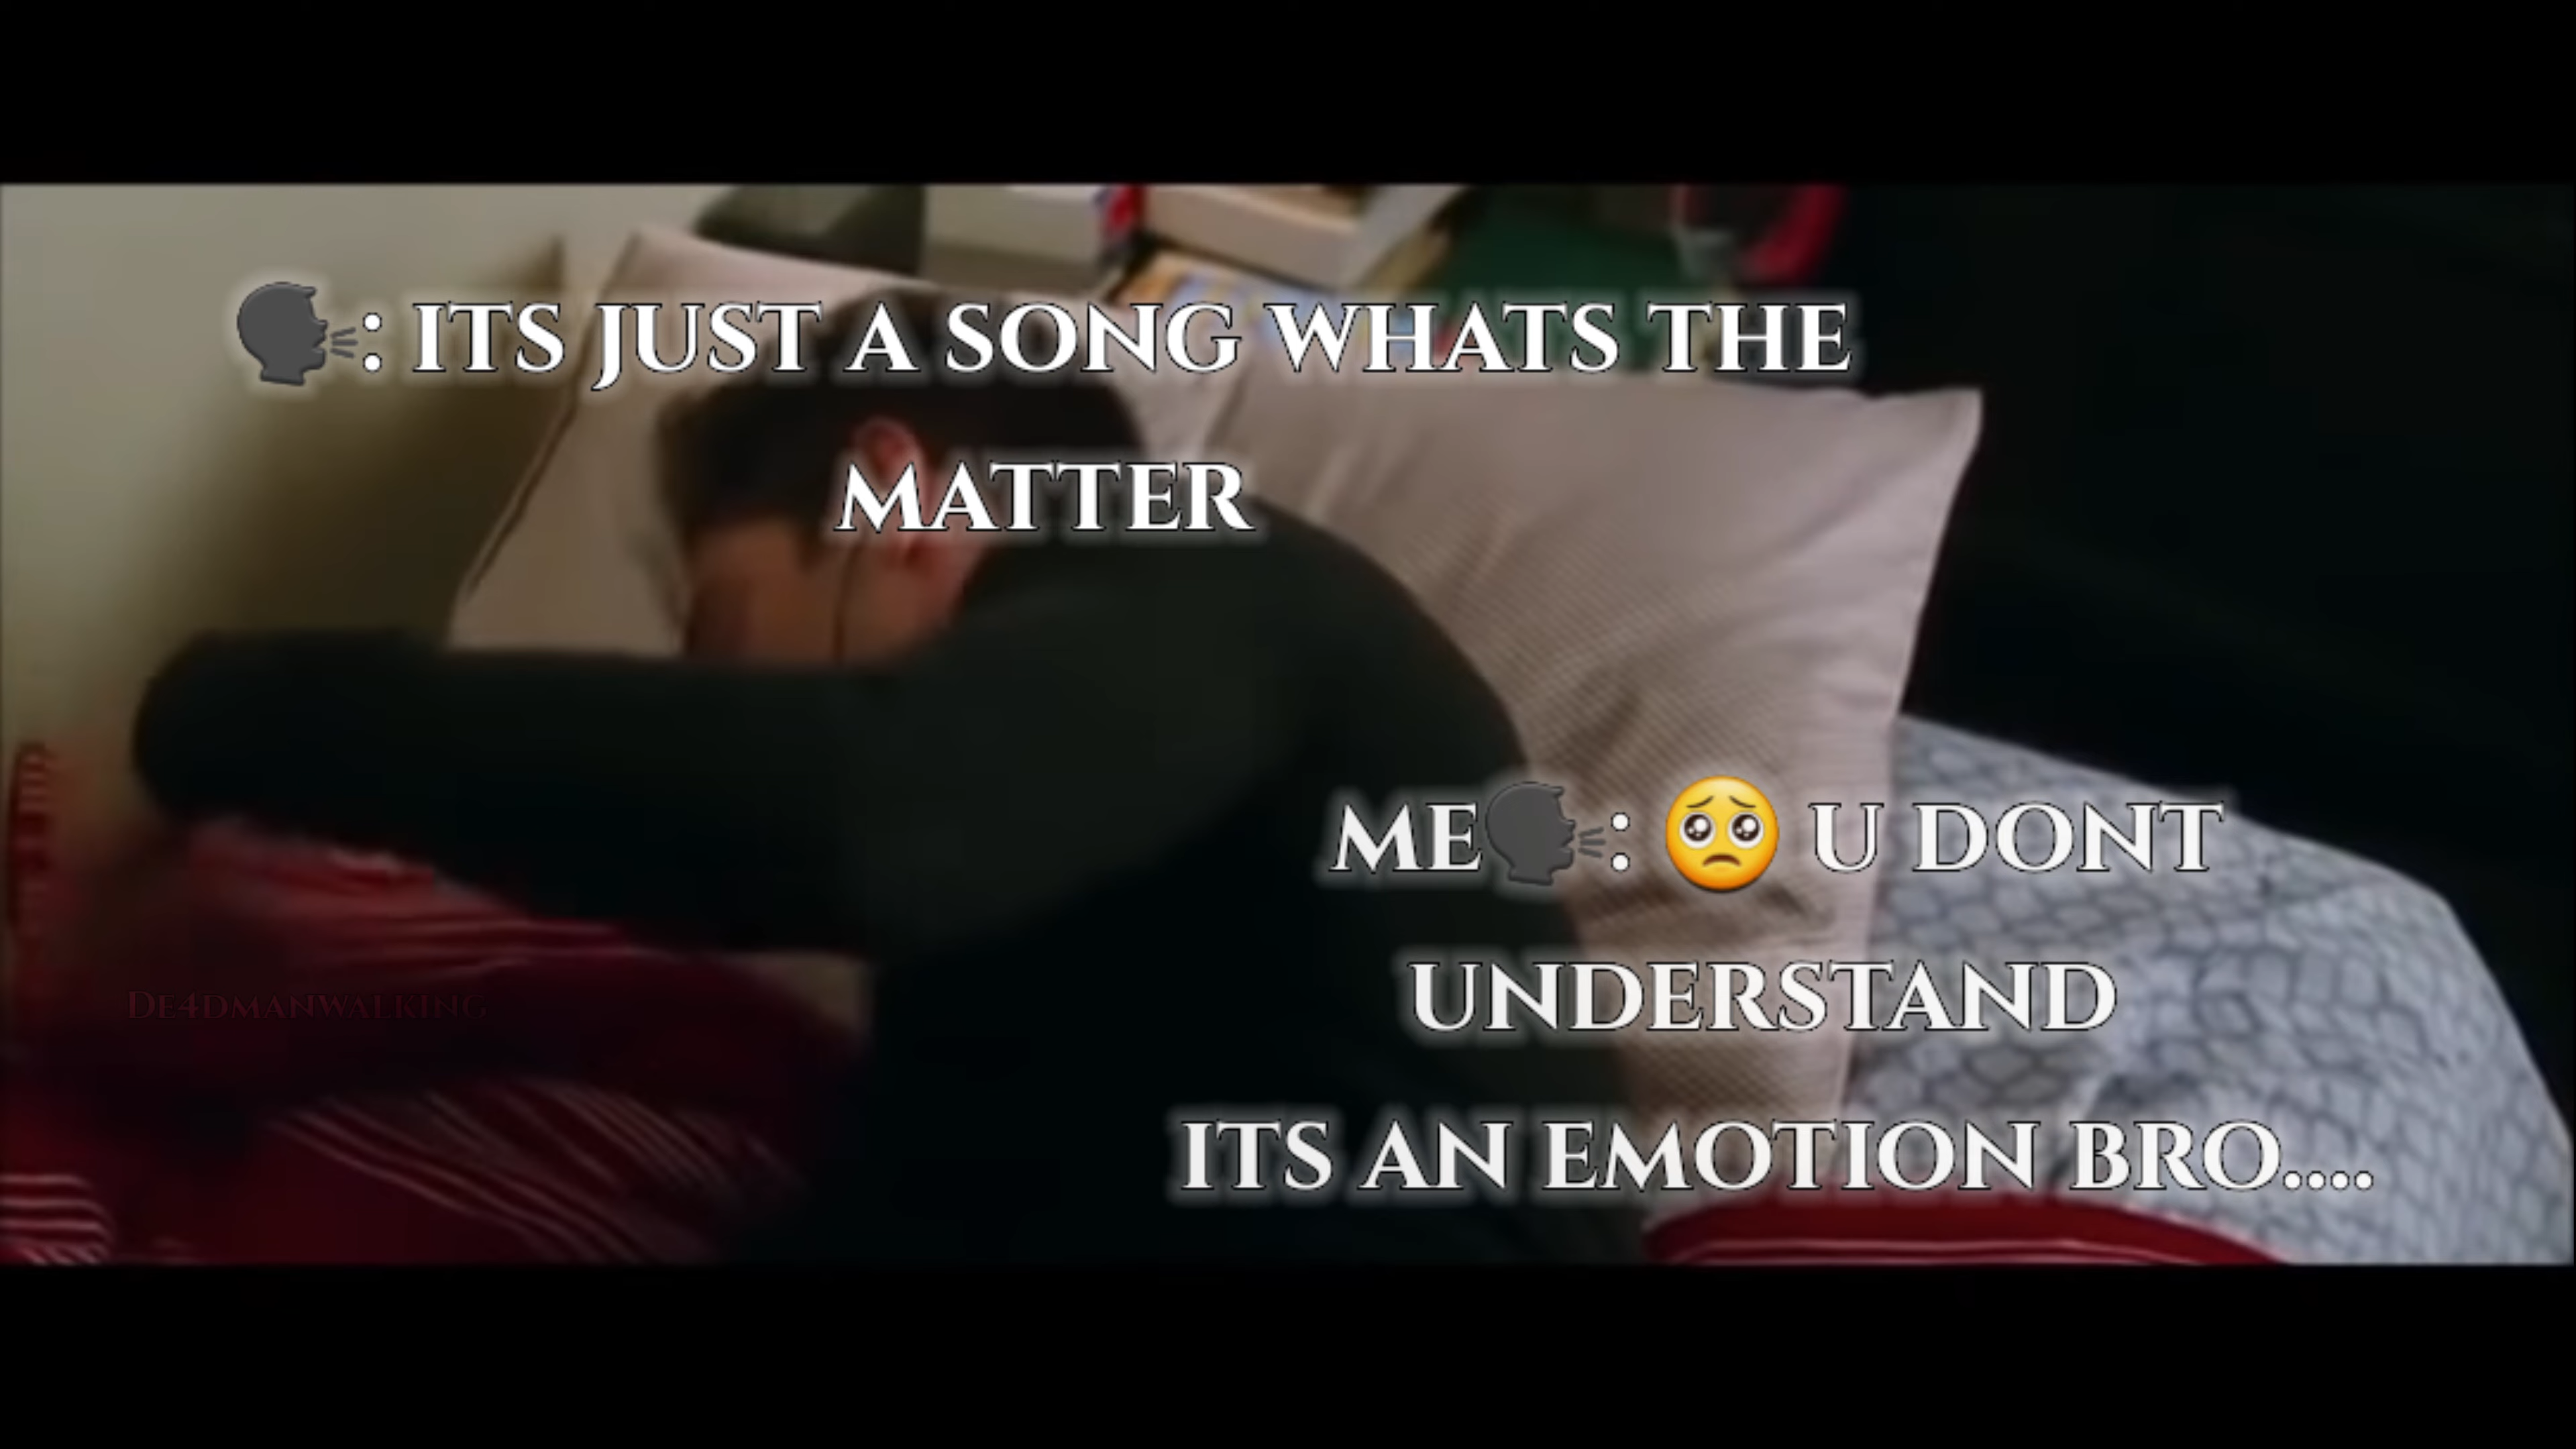 🗣: ITS JUST A SONG WHATS THE
MATTER
ME🗣: 🥺 U DONT
UNDERSTAND
ITS AN EMOTION BRO....
DE4DMANWALKING